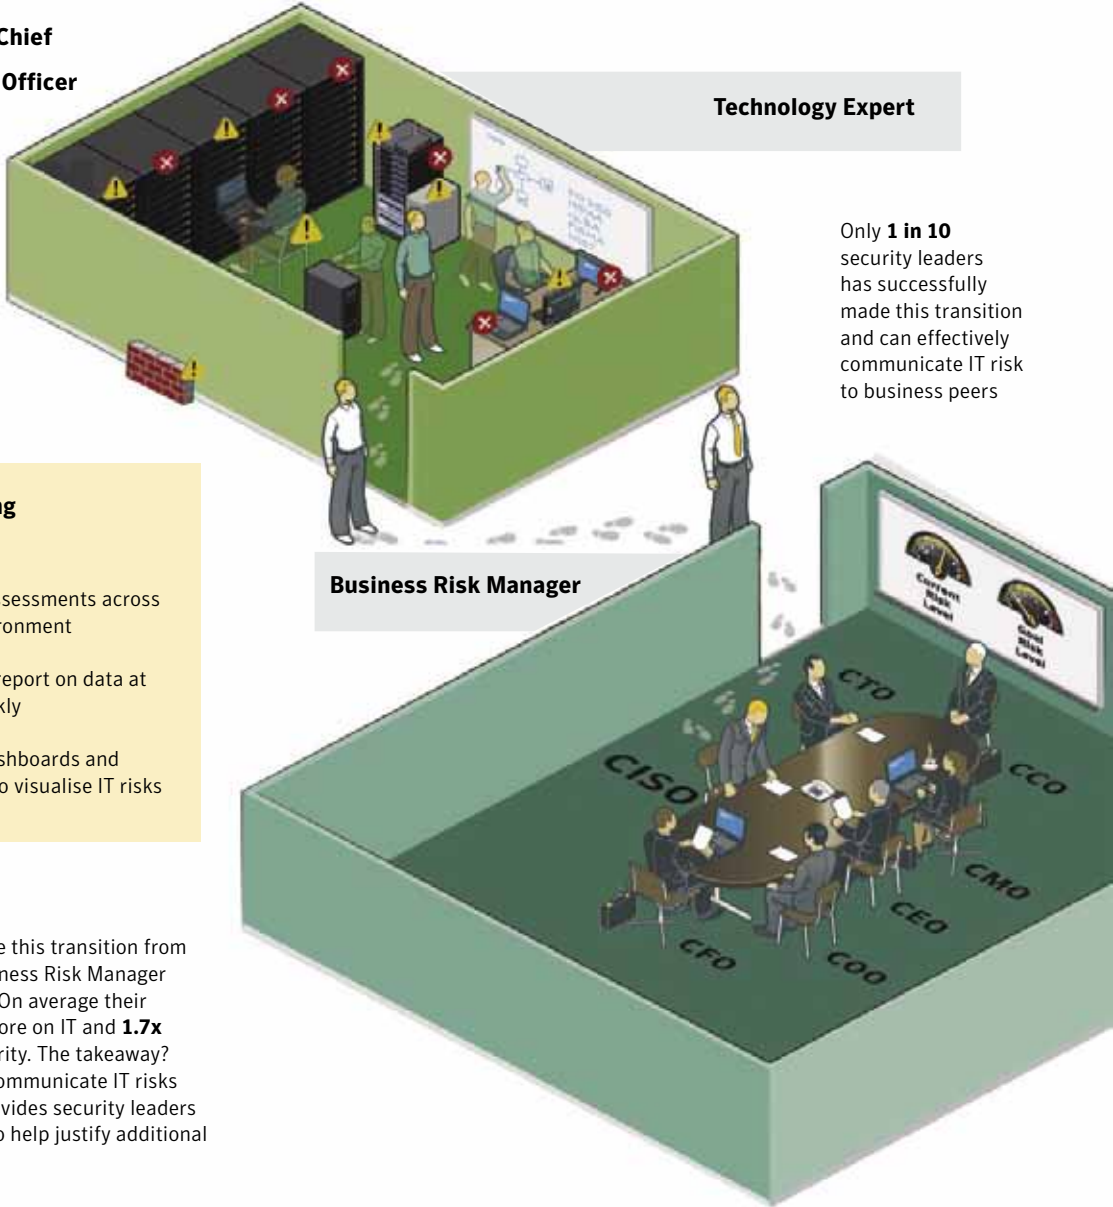 Chief
Officer
Technology Expert
Only 1 in 10
security leaders
has successfully
made this transition
and can effectively
communicate IT risk
to business peers
ng
ssessments across
ronment
report on data at
kly
shboards and
o visualise IT risks
Business Risk Manager
Current
Risk
Level
Goal
Risk
Level
CTO
CISO
CCO
CMO
CEO
COO
CFO
e this transition from
ness Risk Manager
On average their
ore on IT and 1.7x
rity. The takeaway?
ommunicate IT risks
vides security leaders
o help justify additional